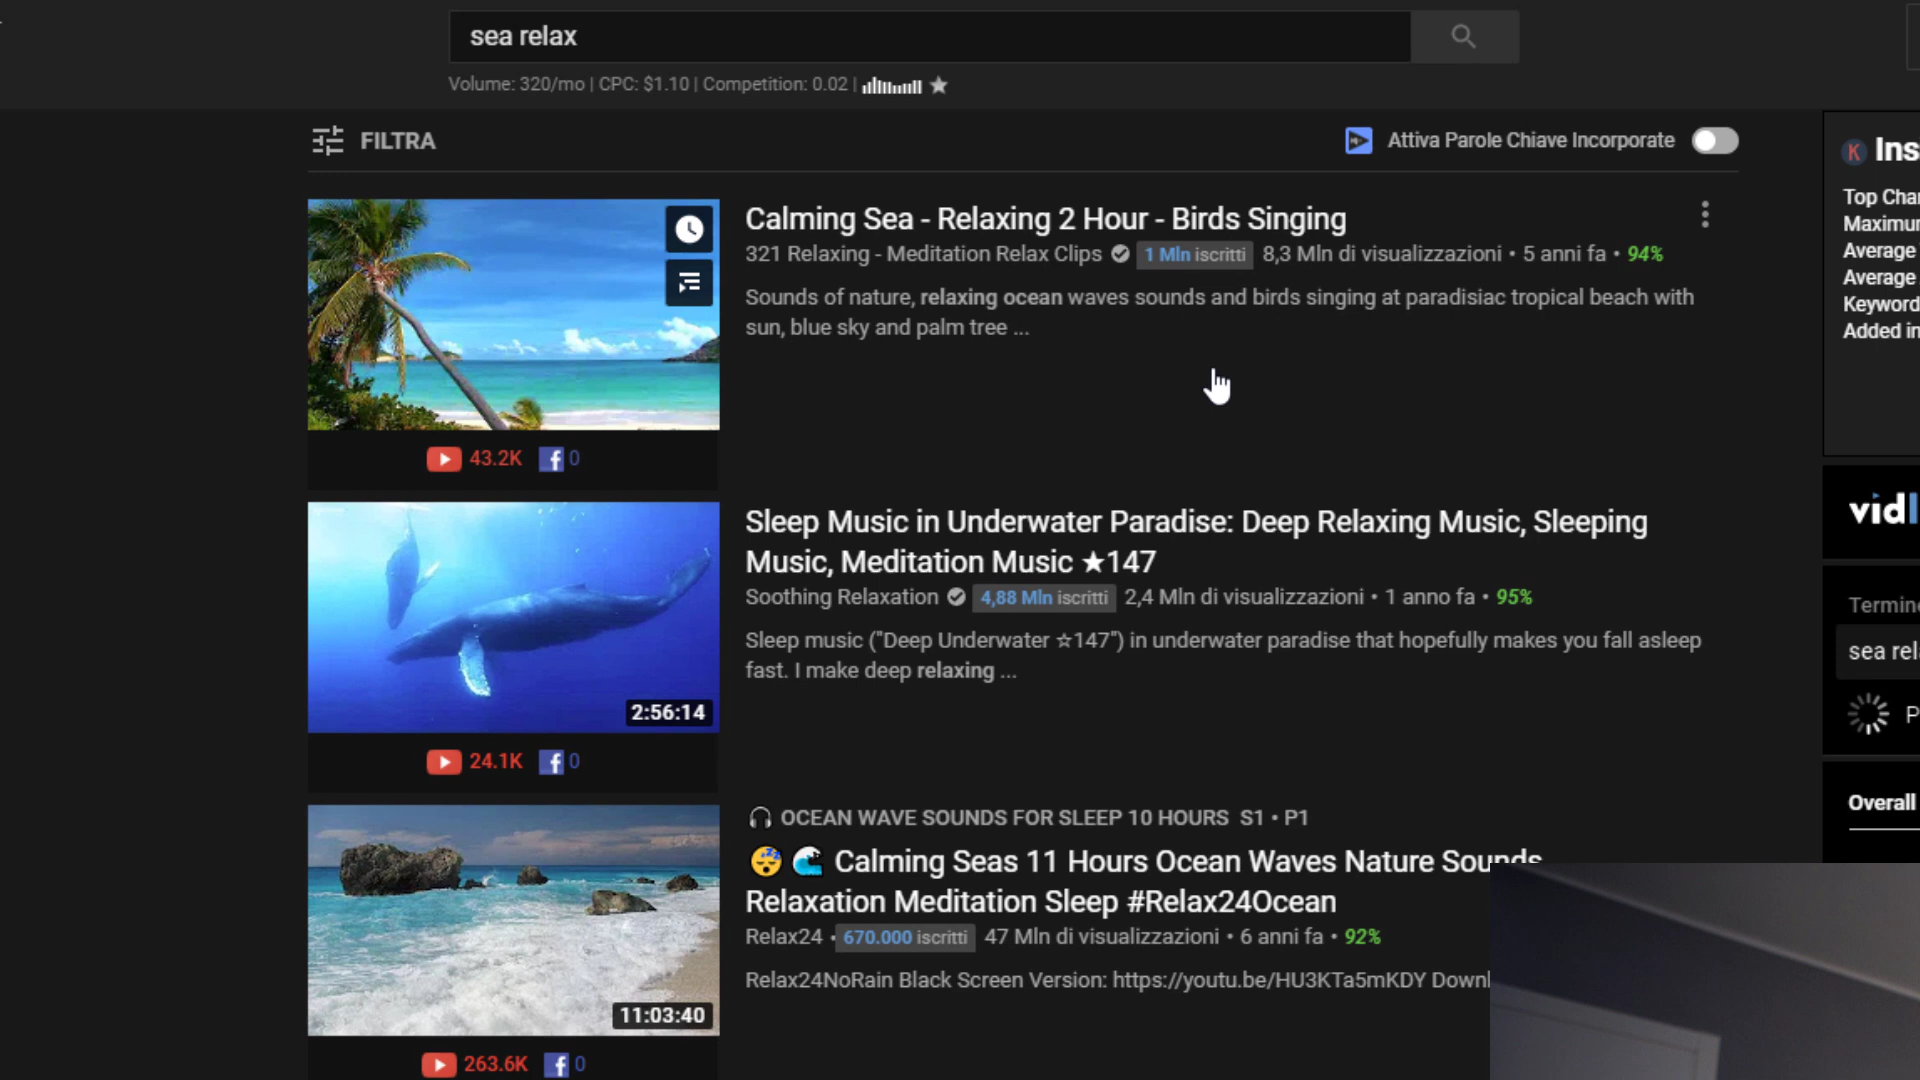 sea relax
Volume: 320/mo | CPC: $1.10 | Competition: 0.02 |
FILTRA
Attiva Parole Chiave Incorporate
Calming Sea - Relaxing 2 Hour - Birds Singing
321 Relaxing - Meditation Relax Clips 1 Mln iscritti 8,3 Mln di visualizzazioni • 5 anni fa • 94%
Sounds of nature, relaxing ocean waves sounds and birds singing at paradisiac tropical beach with
sun, blue sky and palm tree ...
43.2K f 0
Sleep Music in Underwater Paradise: Deep Relaxing Music, Sleeping
Music, Meditation Music ★147
Soothing Relaxation 4,88 Mln iscritti 2,4 Mln di visualizzazioni • 1 anno fa • 95%
Sleep music ("Deep Underwater ☆147") in underwater paradise that hopefully makes you fall asleep
fast. I make deep relaxing ...
2:56:14
24.1K f 0
OCEAN WAVE SOUNDS FOR SLEEP 10 HOURS S1 • P1
😴 🌊 Calming Seas 11 Hours Ocean Waves Nature Sounds
Relaxation Meditation Sleep #Relax24Ocean
Relax24 • 670.000 iscritti 47 Mln di visualizzazioni • 6 anni fa • 92%
Relax24NoRain Black Screen Version: https://youtu.be/HU3KTa5mKDY Downl
11:03:40
263.6K f 0
K Ins
Top Cha
Maximu
Average
Average
Keyword
Added in
vidI
Termine
sea rel
P
Overall